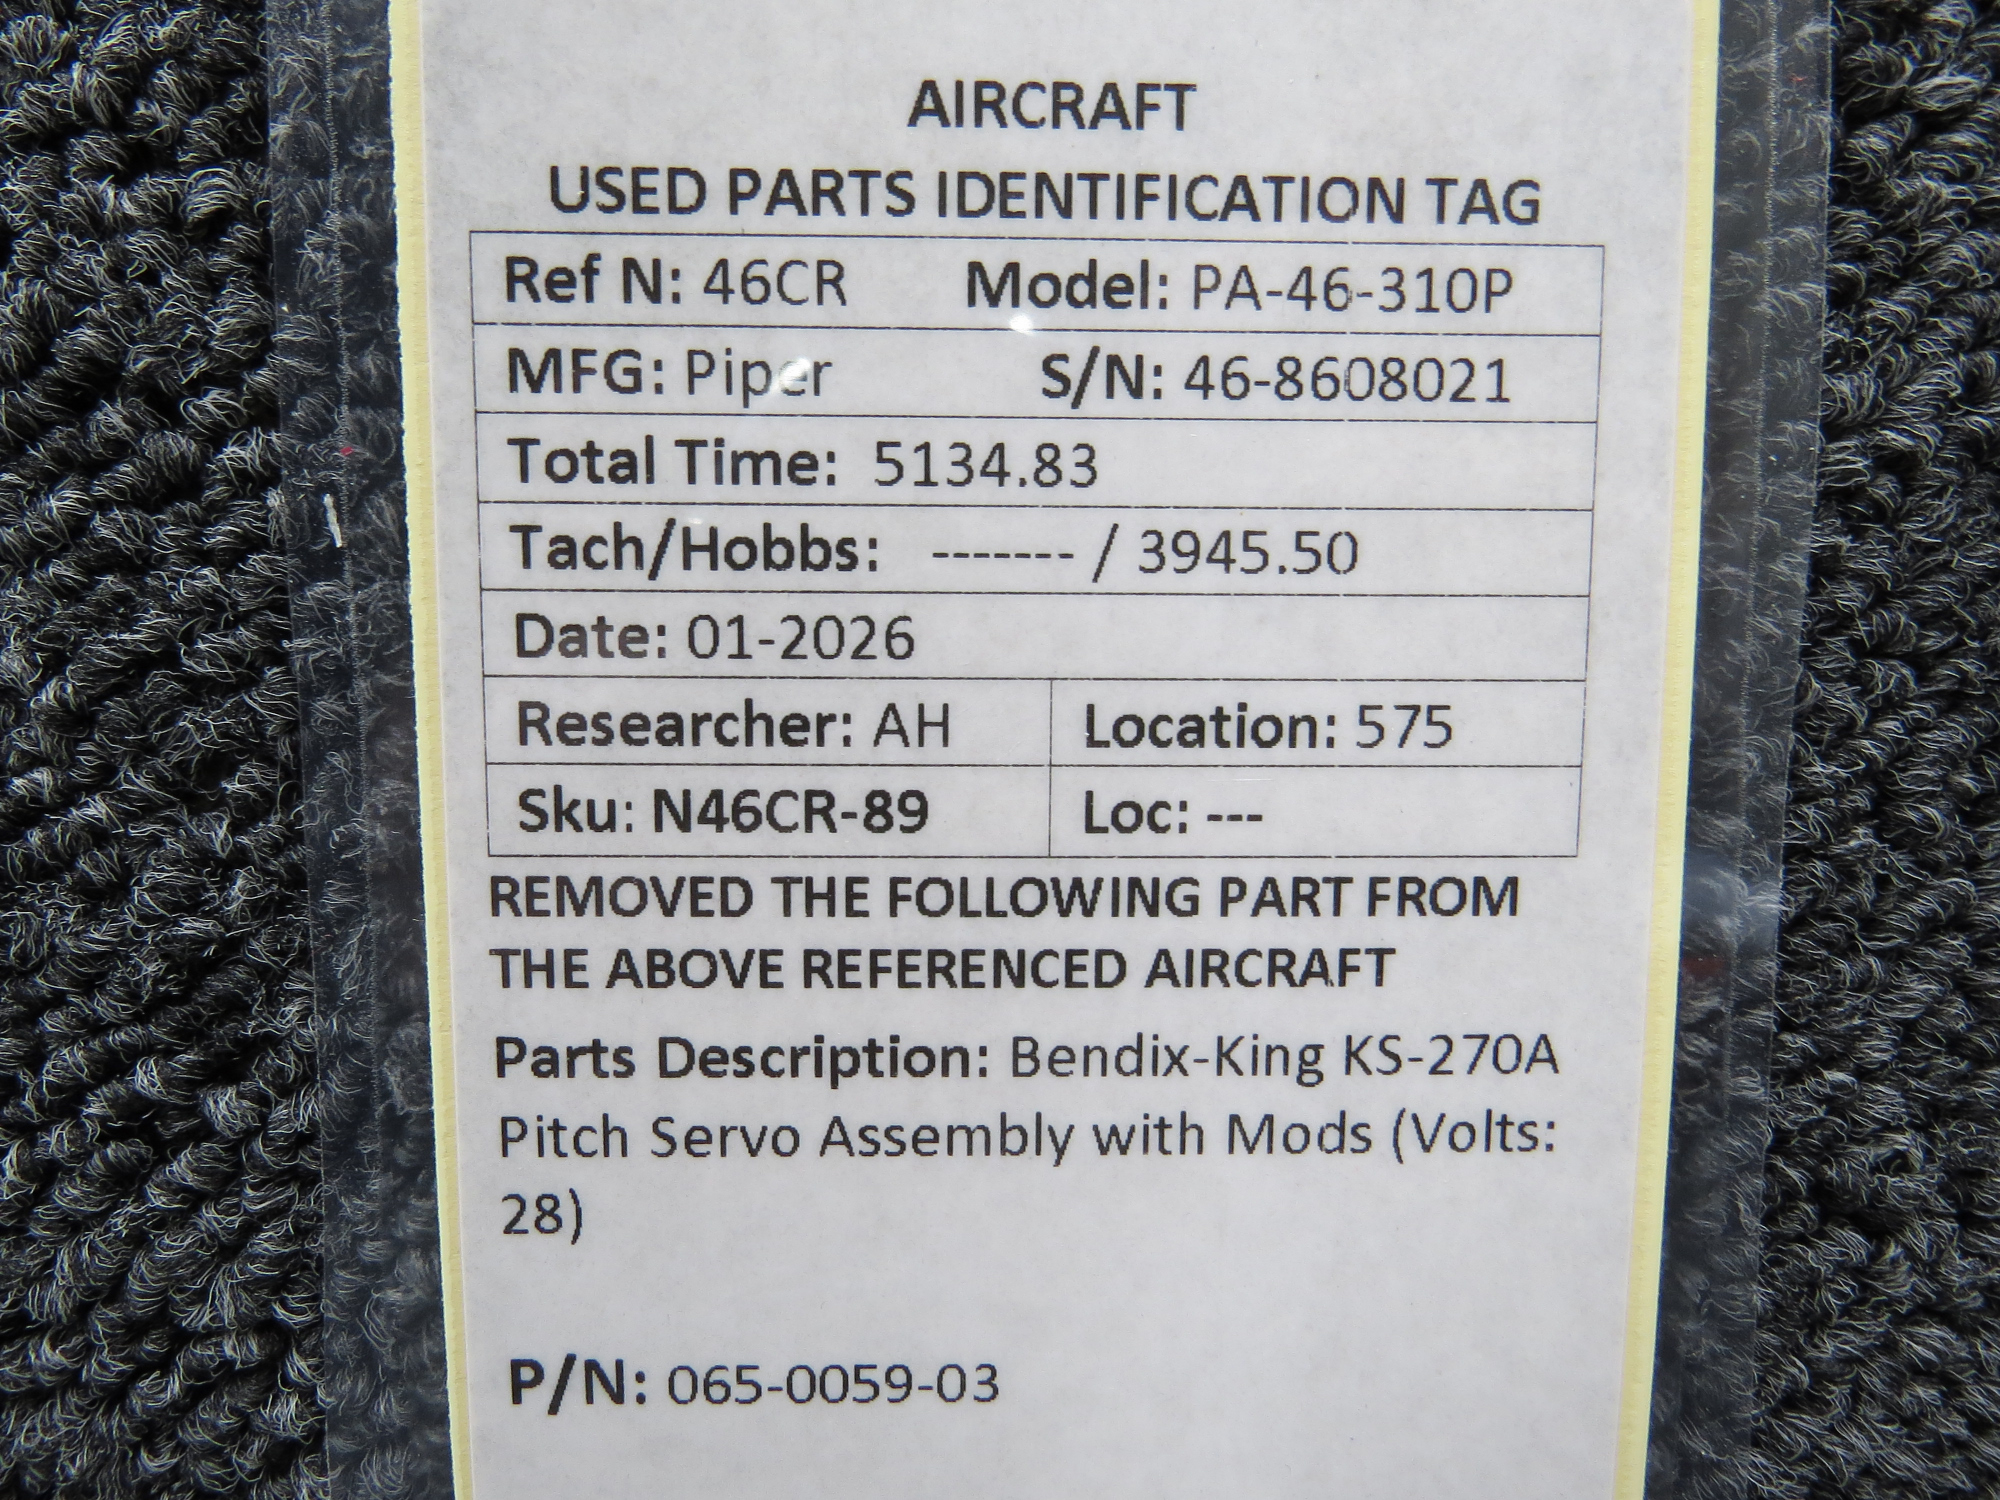 AIRCRAFT
USED PARTS IDENTIFICATION TAG
Ref N: 46CR Model: PA-46-310P
MFG: Piper S/N: 46-8608021
Total Time: 5134.83
Tach/Hobbs: ------- / 3945.50
Date: 01-2026
Researcher: AH Location: 575
Sku: N46CR-89 Loc: ---
REMOVED THE FOLLOWING PART FROM
THE ABOVE REFERENCED AIRCRAFT
Parts Description: Bendix-King KS-270A
Pitch Servo Assembly with Mods (Volts:
28)
P/N: 065-0059-03